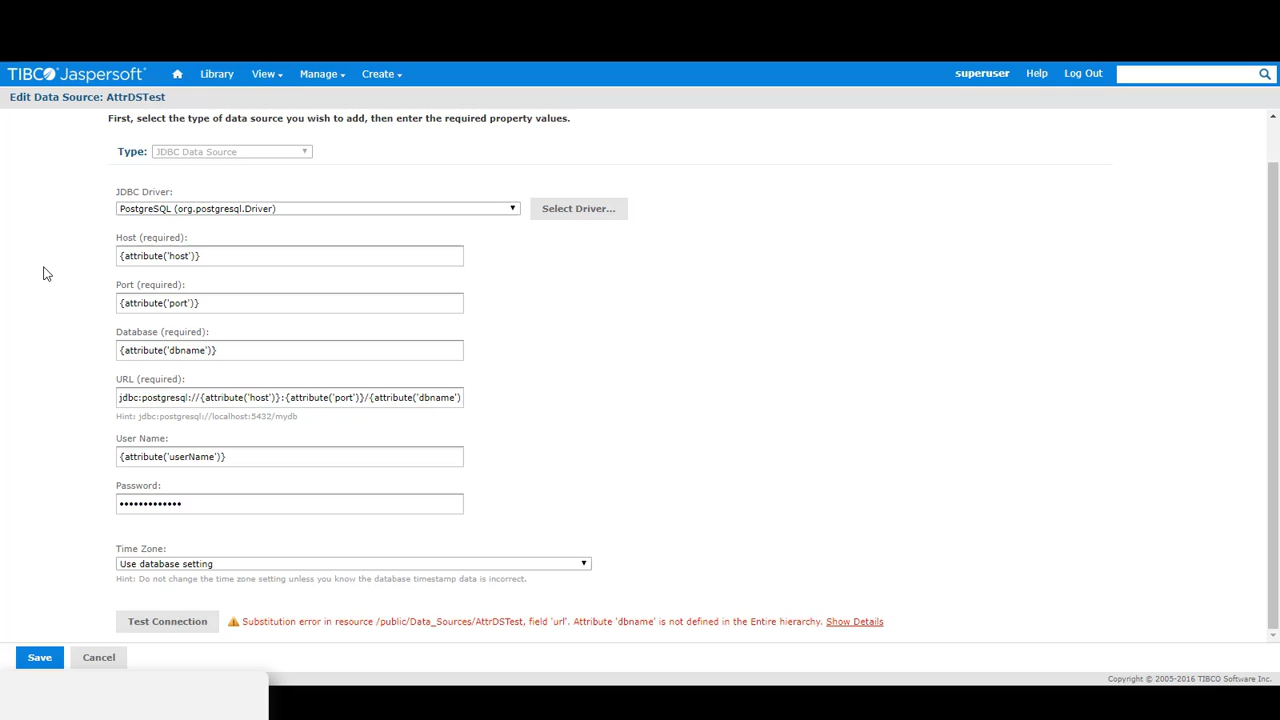 TIBCO Jaspersoft® Library View Manage Create superuser Help Log Out
Edit Data Source: AttrDSTest
First, select the type of data source you wish to add, then enter the required property values.
Type: JDBC Data Source
JDBC Driver:
PostgreSQL (org.postgresql.Driver) Select Driver...
Host (required):
{attribute('host')}
Port (required):
{attribute('port')}
Database (required):
{attribute('dbname')}
URL (required):
jdbc:postgresql://{attribute('host')}:{attribute('port')}/{attribute('dbname')
Hint: jdbc:postgresql://localhost:5432/mydb
User Name:
{attribute('userName')}
Password:
•••••••••••••
Time Zone:
Use database setting
Hint: Do not change the time zone setting unless you know the database timestamp data is incorrect.
Test Connection Substitution error in resource /public/Data_Sources/AttrDSTest, field 'url'. Attribute 'dbname' is not defined in the Entire hierarchy. Show Details
Save Cancel
Copyright © 2005-2016 TIBCO Software Inc.